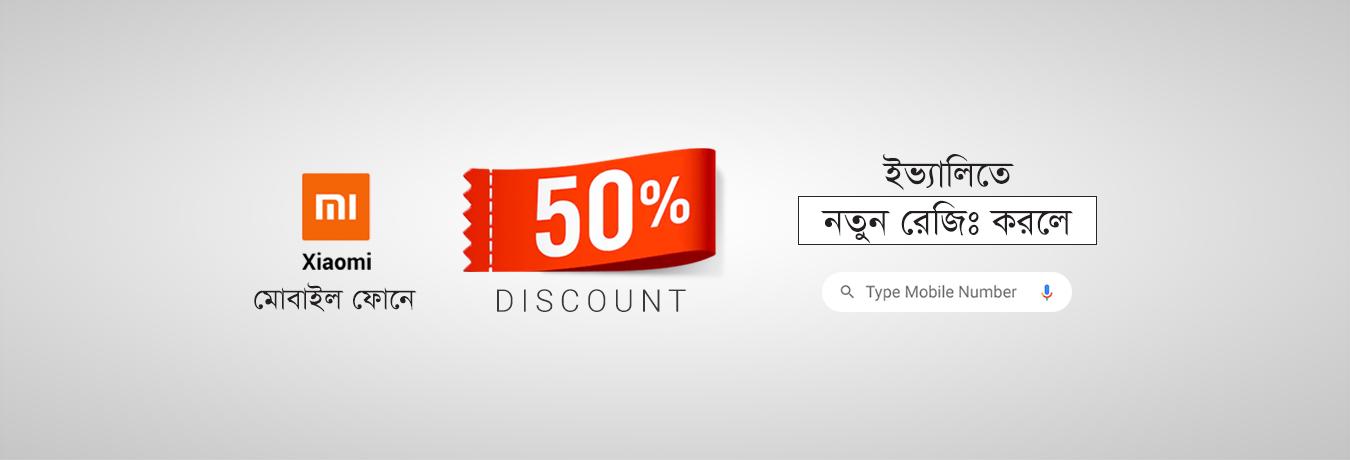 mi
Xiaomi
মোবাইল ফোনে
50%
DISCOUNT
ইভ্যালিতে
নতুন রেজিঃ করলে
Type Mobile Number